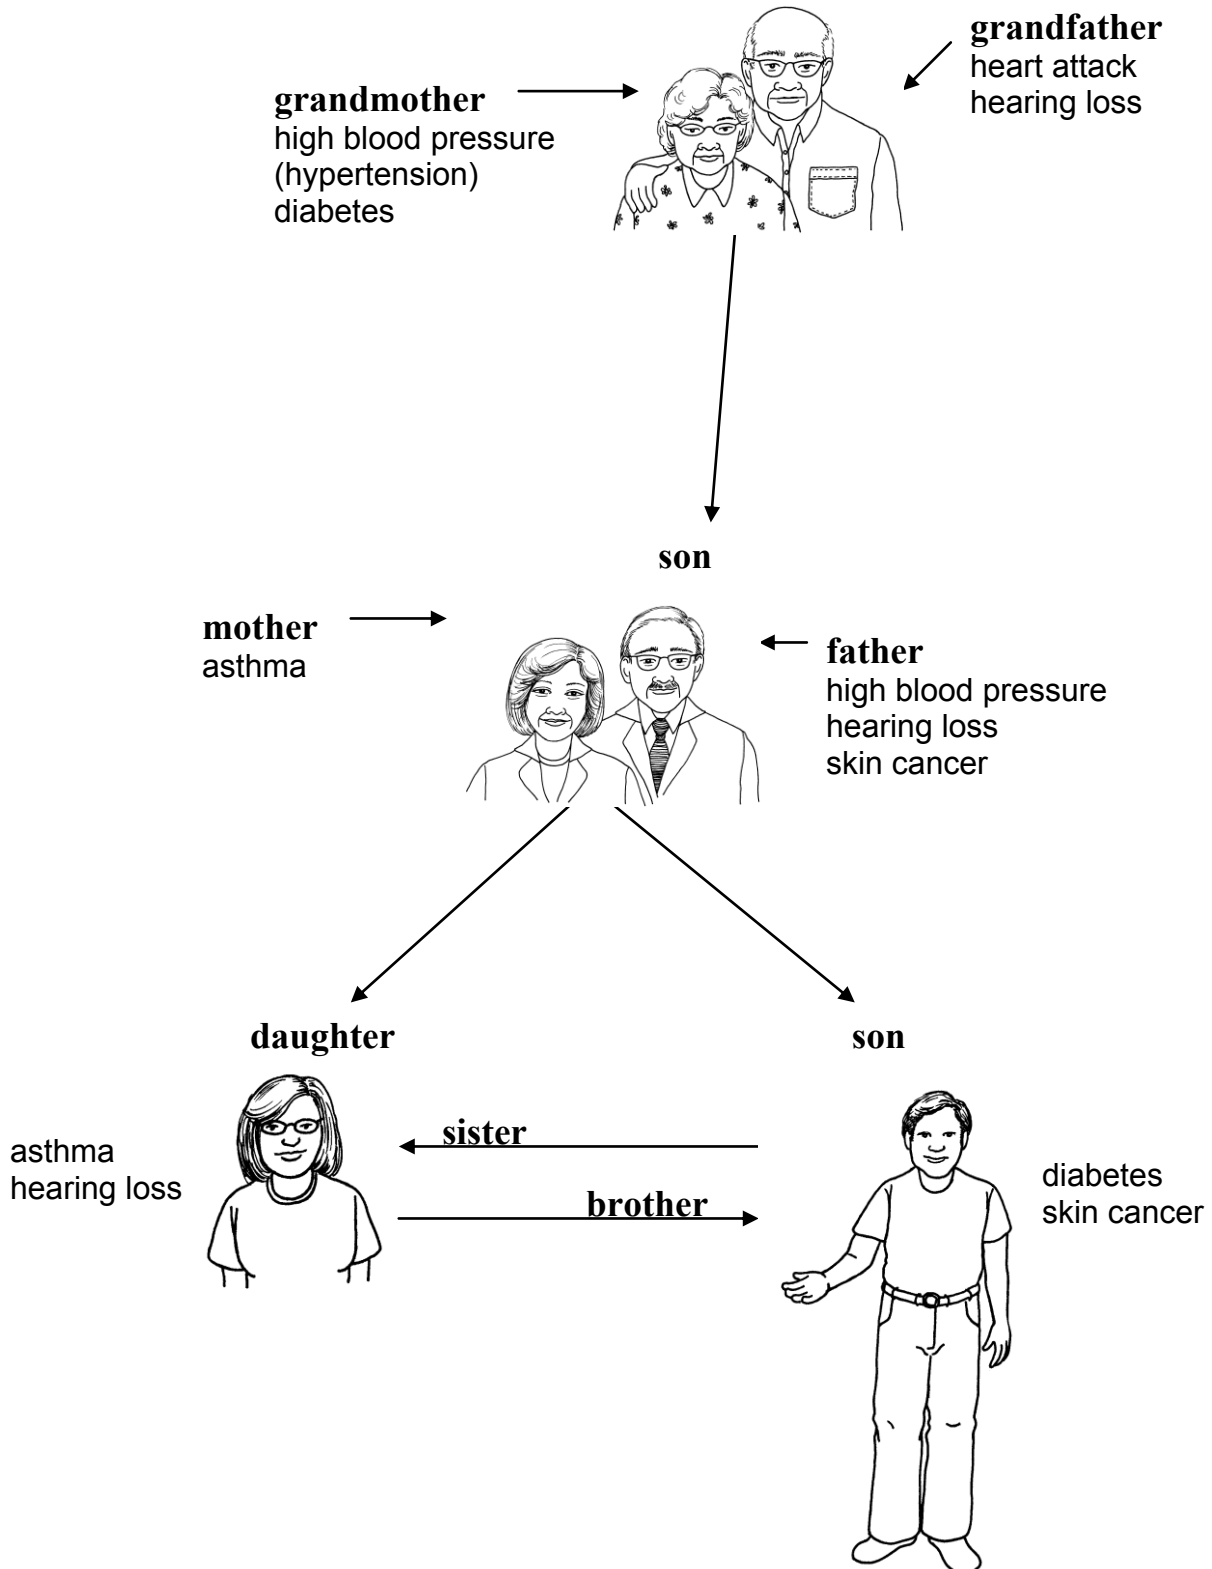 grandfather
heart attack
hearing loss
grandmother
high blood pressure
(hypertension)
diabetes
son
mother
asthma
father
high blood pressure
hearing loss
skin cancer
daughter
son
sister
brother
asthma
hearing loss
diabetes
skin cancer